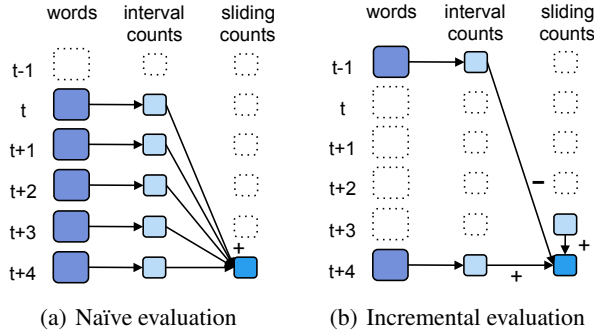 words interval counts sliding counts
t-1
t
t+1
t+2
t+3
+
t+4
(a) Naïve evaluation
words interval counts sliding counts
t-1
t
t+1
t+2
–
t+3
+
t+4
+
(b) Incremental evaluation